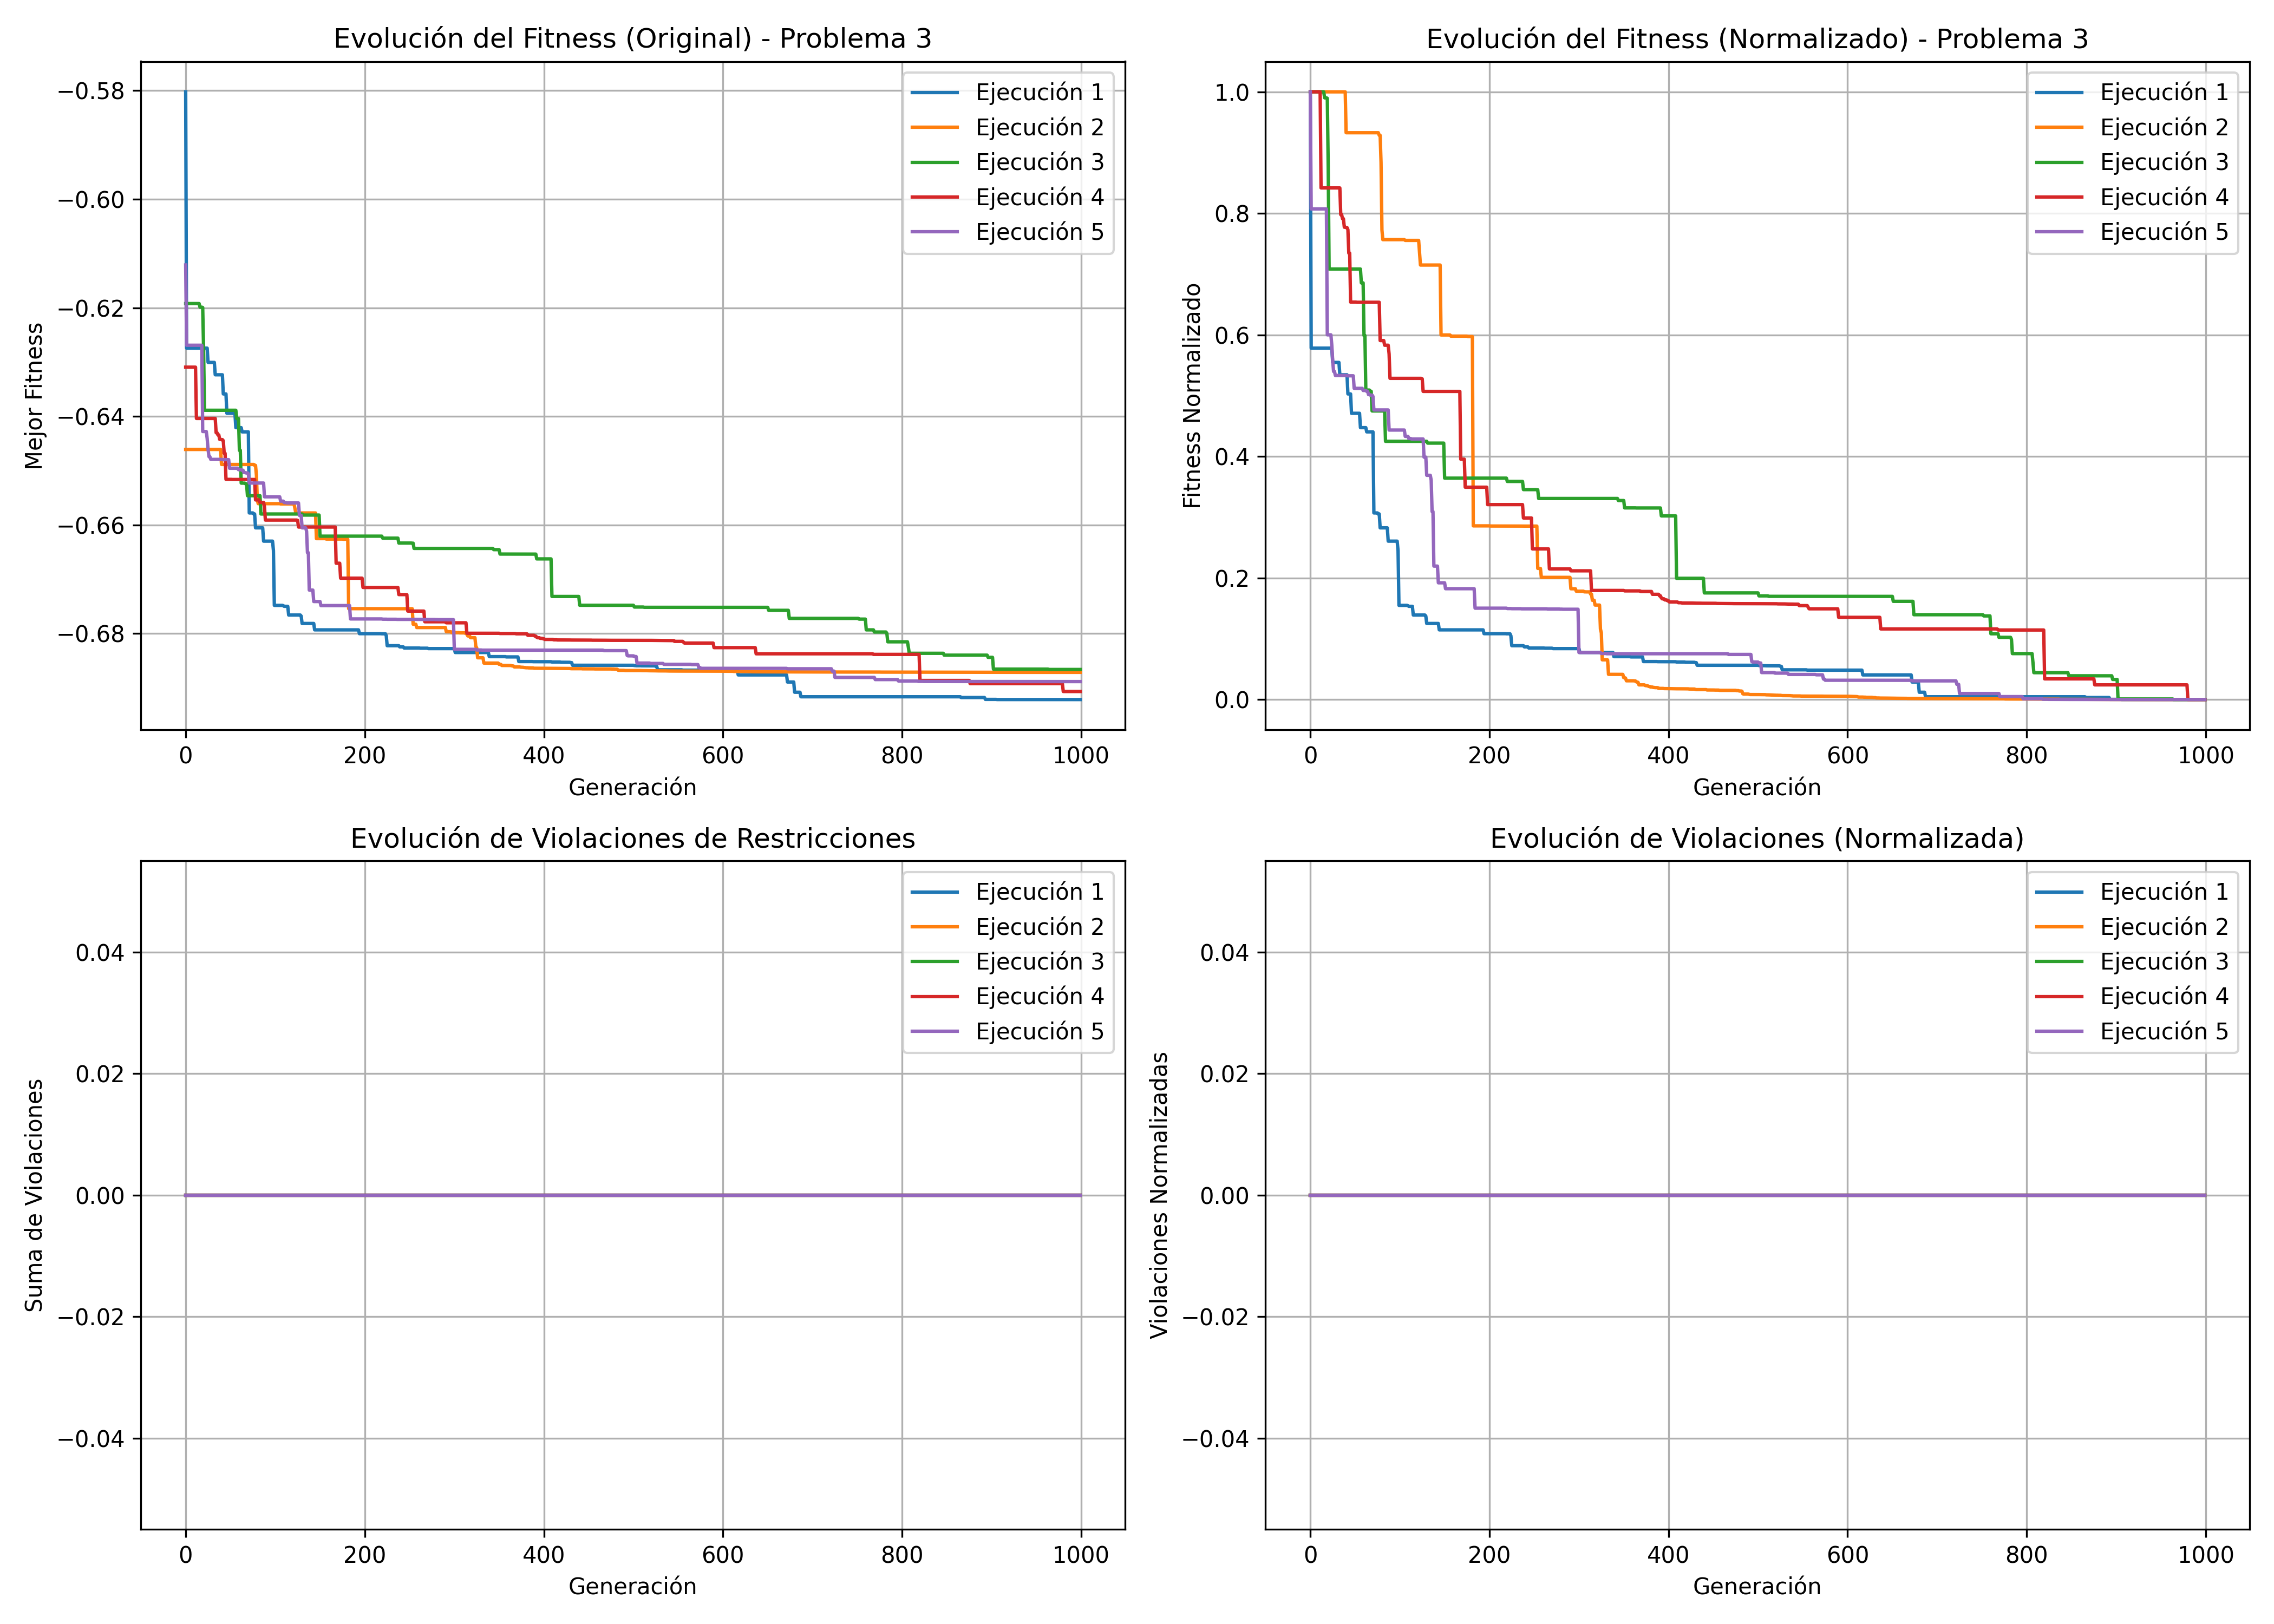 Evolución del Fitness (Original) - Problema 3
Mejor Fitness
−0.58
−0.60
−0.62
−0.64
−0.66
−0.68
0 200 400 600 800 1000
Generación
Ejecución 1
Ejecución 2
Ejecución 3
Ejecución 4
Ejecución 5
Evolución del Fitness (Normalizado) - Problema 3
Fitness Normalizado
1.0
0.8
0.6
0.4
0.2
0.0
0 200 400 600 800 1000
Generación
Ejecución 1
Ejecución 2
Ejecución 3
Ejecución 4
Ejecución 5
Evolución de Violaciones de Restricciones
Suma de Violaciones
0.04
0.02
0.00
−0.02
−0.04
0 200 400 600 800 1000
Generación
Ejecución 1
Ejecución 2
Ejecución 3
Ejecución 4
Ejecución 5
Evolución de Violaciones (Normalizada)
Violaciones Normalizadas
0.04
0.02
0.00
−0.02
−0.04
0 200 400 600 800 1000
Generación
Ejecución 1
Ejecución 2
Ejecución 3
Ejecución 4
Ejecución 5